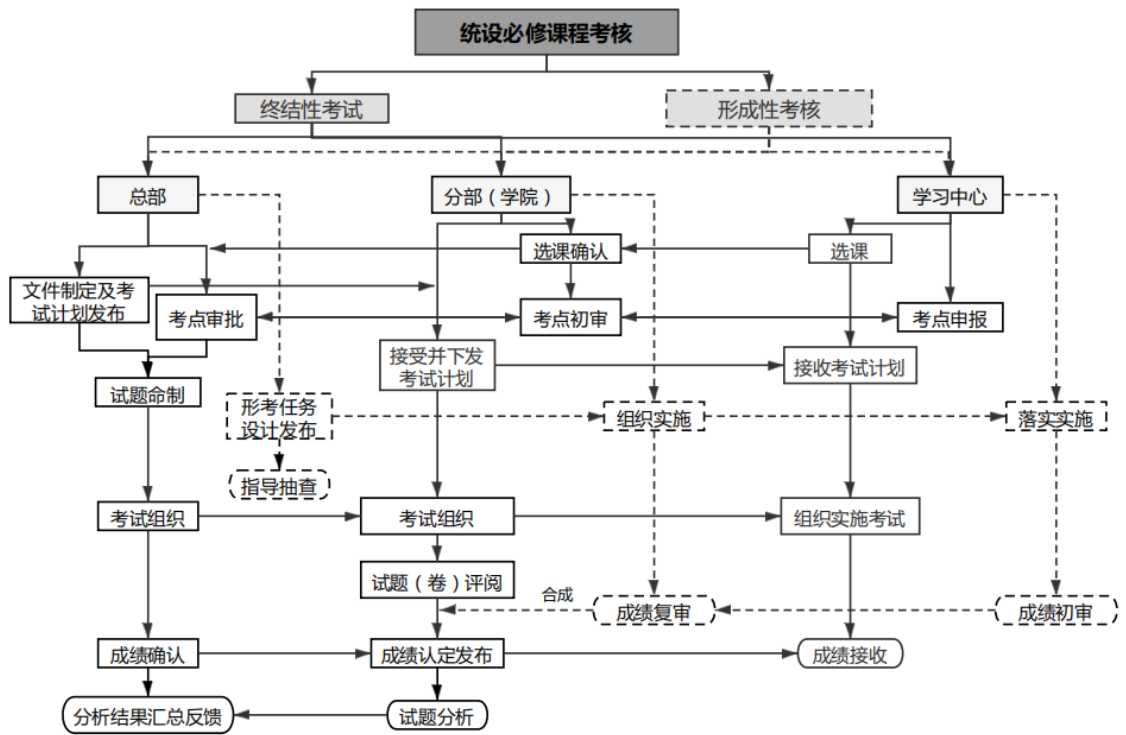 统设必修课程考核
终结性考试
形成性考核
总部
分部（学院）
学习中心
选课确认
选课
文件制定及考
试计划发布
考点审批
考点初审
考点申报
接受并下发
考试计划
接收考试计划
试题命制
形考任务
设计发布
组织实施
落实实施
指导抽查
考试组织
考试组织
组织实施考试
试题（卷）评阅
合成
成绩复审
成绩初审
成绩确认
成绩认定发布
成绩接收
分析结果汇总反馈
试题分析